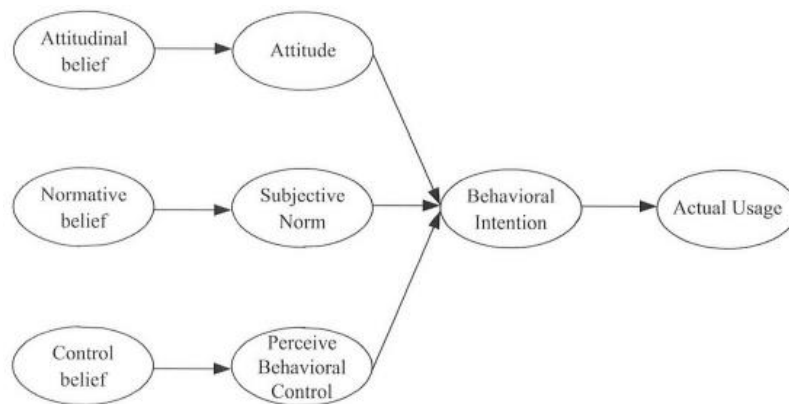 Attitudinal
belief
Attitude
Normative
belief
Subjective
Norm
Behavioral
Intention
Actual Usage
Control
belief
Perceive
Behavioral
Control